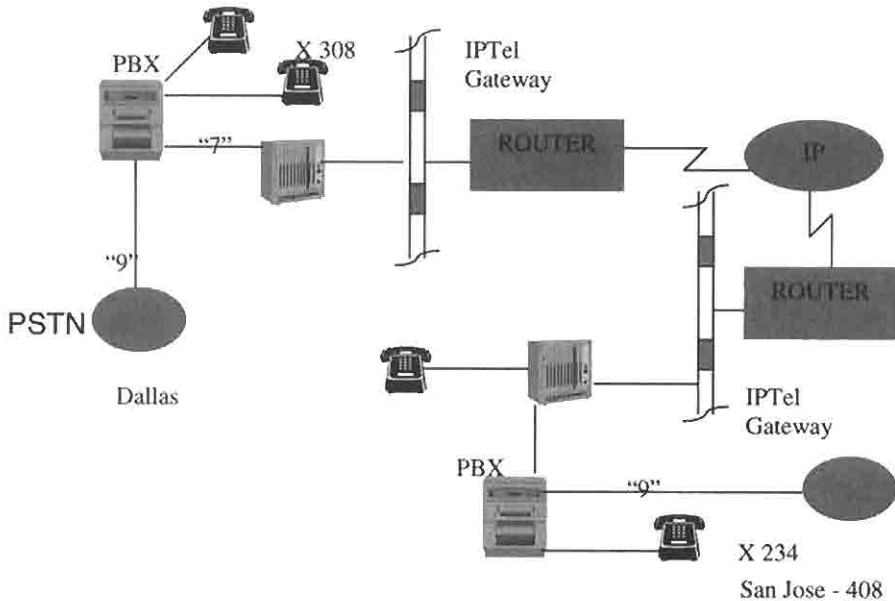 PBX
X 308
IPTel
Gateway
“7”
ROUTER
IP
“9”
PSTN
ROUTER
Dallas
IPTel
Gateway
PBX
“9”
X 234
San Jose - 408